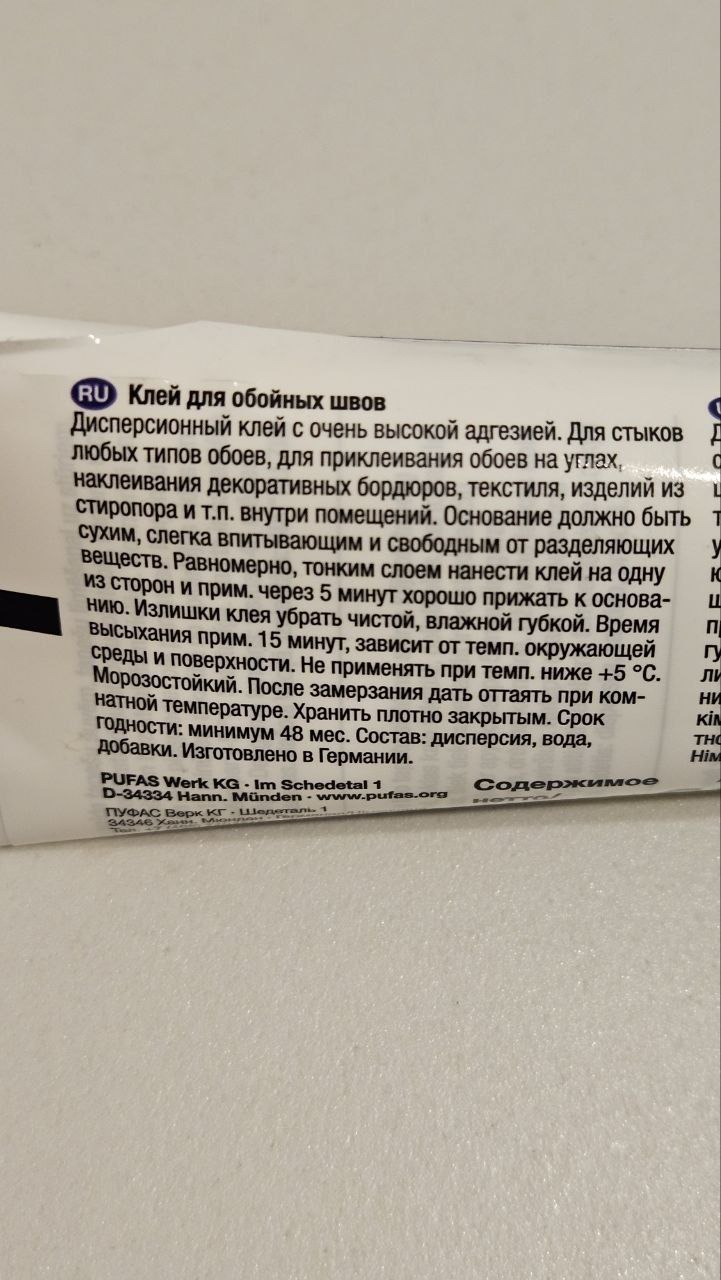 RU Клей для обойных швов
Дисперсионный клей с очень высокой адгезией. Для стыков
любых типов обоев, для приклеивания обоев на углах,
наклеивания декоративных бордюров, текстиля, изделий из
стиропора и т.п. внутри помещений. Основание должно быть
сухим, слегка впитывающим и свободным от разделяющих
веществ. Равномерно, тонким слоем нанести клей на одну
из сторон и прим. через 5 минут хорошо прижать к основа-
нию. Излишки клея убрать чистой, влажной губкой. Время
высыхания прим. 15 минут, зависит от темп. окружающей
среды и поверхности. Не применять при темп. ниже +5 °C.
Морозостойкий. После замерзания дать оттаять при ком-
натной температуре. Хранить плотно закрытым. Срок
годности: минимум 48 мес. Состав: дисперсия, вода,
добавки. Изготовлено в Германии.
PUFAS Werk KG · Im Schedetal 1
D-34334 Hann. Münden · www.pufas.org
ПУФАС Верк КГ · Шедеталь 1
34346 Ханн. Мюнден ·
Содержимое
нетто/